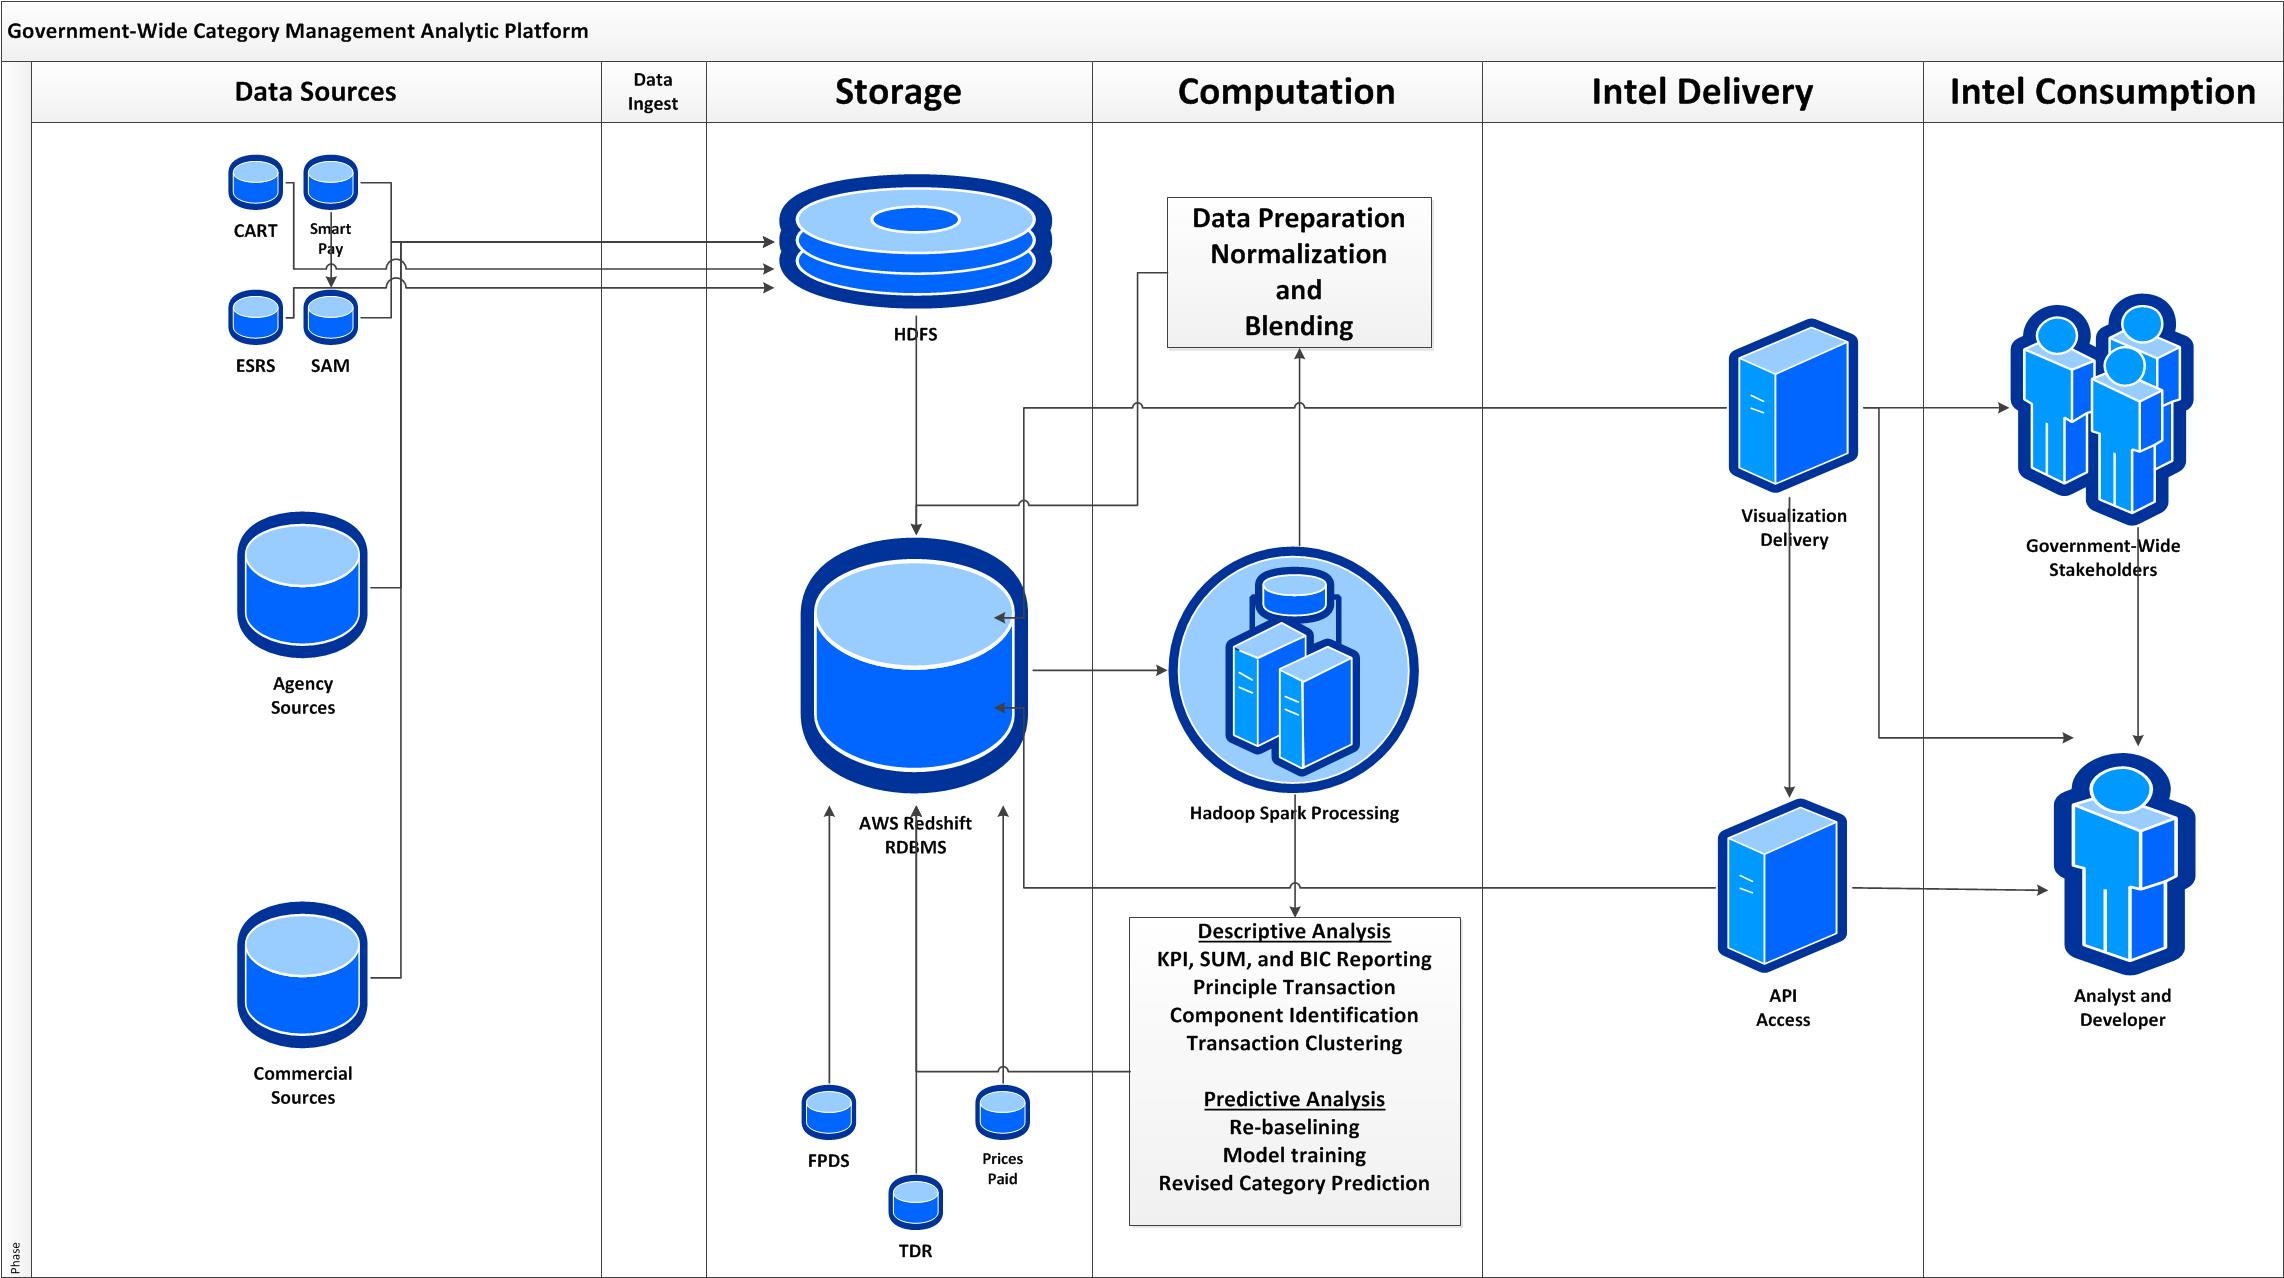 Government-Wide Category Management Analytic Platform
Data Sources
Data
Ingest
Storage
Computation
Intel Delivery
Intel Consumption
CART
Smart
Pay
ESRS
SAM
Agency
Sources
Commercial
Sources
HDFS
AWS Redshift
RDBMS
FPDS
Prices
Paid
TDR
Data Preparation
Normalization
and
Blending
Hadoop Spark Processing
Descriptive Analysis
KPI, SUM, and BIC Reporting
Principle Transaction
Component Identification
Transaction Clustering
Predictive Analysis
Re-baselining
Model training
Revised Category Prediction
Visualization
Delivery
API
Access
Government-Wide
Stakeholders
Analyst and
Developer
Phase